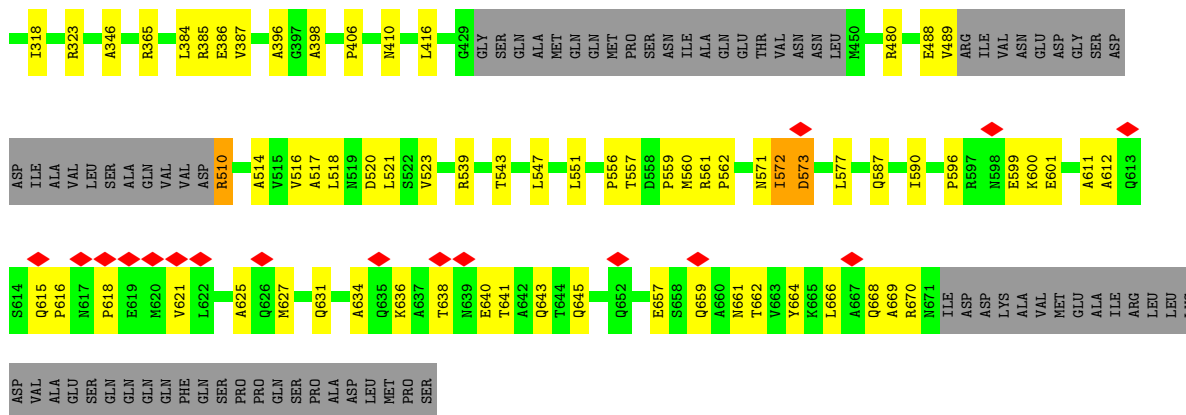 I318 R323 A346 R365 L384 R385 E386 V387 A396 G397 A398 P406 N410 L416 G429 GLY SER GLN ALA MET GLN GLN MET PRO SER ASN ILE ALA GLN GLU THR VAL ASN ASN LEU M450 R480 E488 V489 ARG ILE VAL ASN GLU ASP GLY SER ASP
ASP ILE ALA VAL LEU SER ALA GLN VAL VAL ASP R510 A514 V515 V516 A517 L518 N519 D520 L521 S522 V523 R539 T543 L547 L551 P556 T557 D558 P559 M560 R561 P562 N571 I572 D573 L577 Q587 I590 P596 R597 N598 E599 K600 E601 A611 A612 Q613
S614 Q615 P616 N617 P618 E619 M620 V621 L622 A625 Q626 M627 Q631 A634 Q635 K636 A637 T638 N639 E640 T641 A642 Q643 T644 Q645 Q652 E657 S658 Q659 A660 N661 T662 V663 Y664 K665 L666 A667 Q668 A669 R670 N671 ILE ASP ASP LYS ALA VAL MET GLU ALA ILE ARG LEU LEU
ASP VAL ALA GLU SER GLN GLN GLN GLN PHE GLN SER PRO PRO GLN SER PRO ALA ASP LEU MET PRO SER